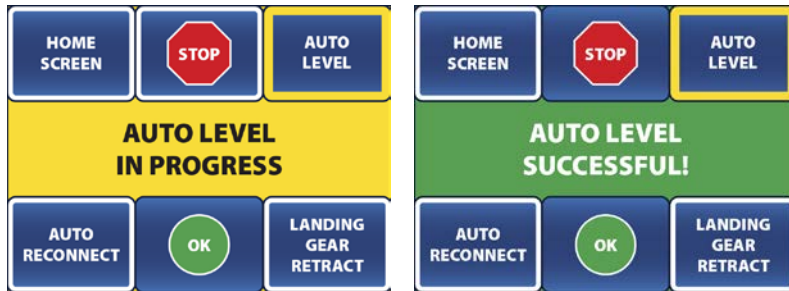 HOME
SCREEN
STOP
AUTO
LEVEL
AUTO LEVEL
IN PROGRESS
AUTO
RECONNECT
OK
LANDING
GEAR
RETRACT
HOME
SCREEN
STOP
AUTO
LEVEL
AUTO LEVEL
SUCCESSFUL!
AUTO
RECONNECT
OK
LANDING
GEAR
RETRACT